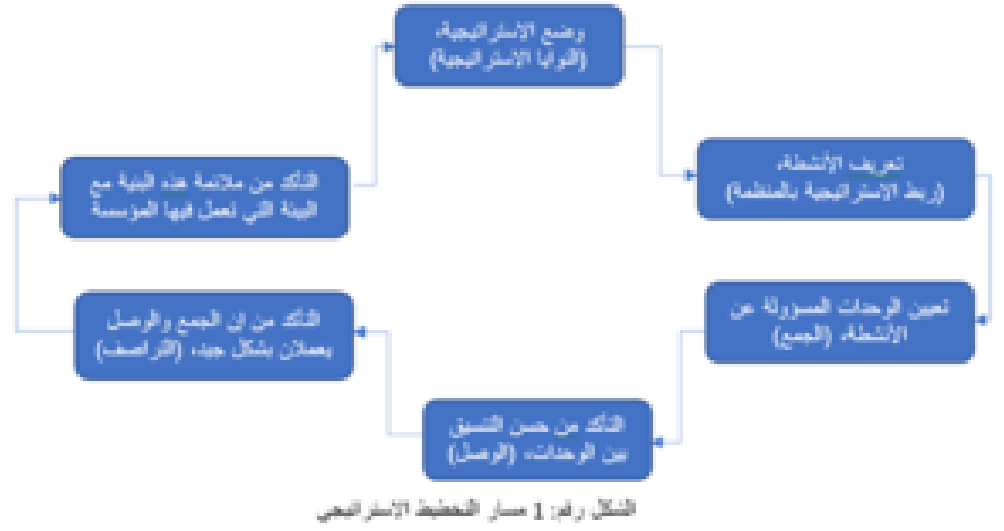 وضع الاستراتيجية،
(النوايا الاستراتيجية)
تعريف الأنشطة،
(ربط الاستراتيجية بالمنظمة)
تعيين الوحدات المسؤولة عن
الأنشطة، (الجمع)
التأكد من حسن التنسيق
بين الوحدات، (الوصل)
التأكد من ان الجمع والوصل
يعملان بشكل جيد، (التراصف)
التأكد من ملائمة هذه البنية مع
البيئة التي تعمل فيها المؤسسة
الشكل رقم: 1 مسار التخطيط الاستراتيجي